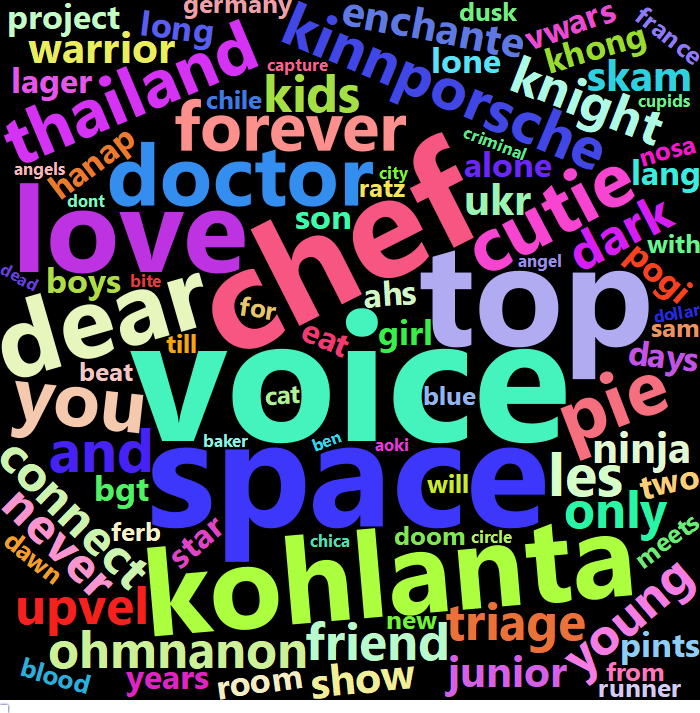 project
long
germany
enchante
dusk
vwars
france
warrior
kinnporsche
khong
lone
lager
thailand
capture
skam
chile
kids
knight
cupids
forever
criminal
nosa
hanap
angels
doctor
city
ratz
alone
lang
dont
love
chef
son
ukr
cutie
dark
with
dead
boys
bite
angel
top
pogi
dear
for
ahs
dollar
sam
till
eat
girl
days
beat
voice
you
cat
blue
pie
and
baker
ben
aoki
ninja
connect
bgt
space
will
les
two
never
ferb
star
only
dawn
chica
doom
circle
meets
kohlanta
upvel
new
triage
young
ohmnanon
friend
pints
blood
years
room
show
junior
from
runner